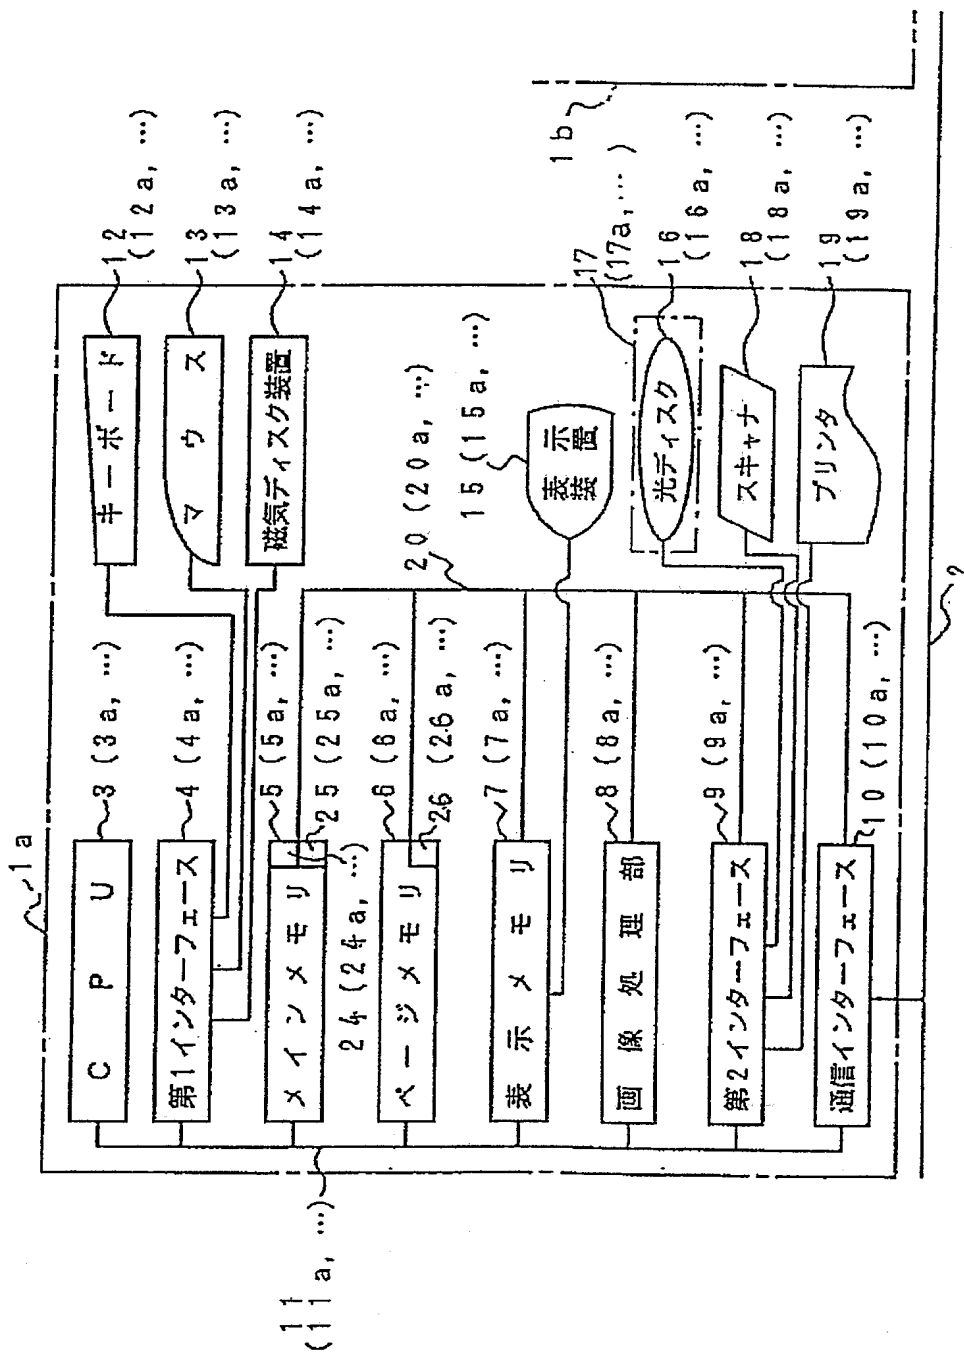 1a
CPU
3(3a, …)
第1インターフェース
4(4a, …)
メインメモリ
5(5a, …)
25(25a, …)
24(24a, …)
ページメモリ
6(6a, …)
26(26a, …)
表示メモリ
7(7a, …)
画像処理部
8(8a, …)
第2インターフェース
9(9a, …)
通信インターフェース
10(10a, …)
11
(11a, …)
キーボード
12
(12a, …)
マウス
13
(13a, …)
磁気ディスク装置
14
(14a, …)
20(20a, …)
15(15a, …)
表示
装置
17
(17a, …)
光ディスク
16
(16a, …)
スキャナ
18
(18a, …)
プリンタ
19
(19a, …)
1b
2